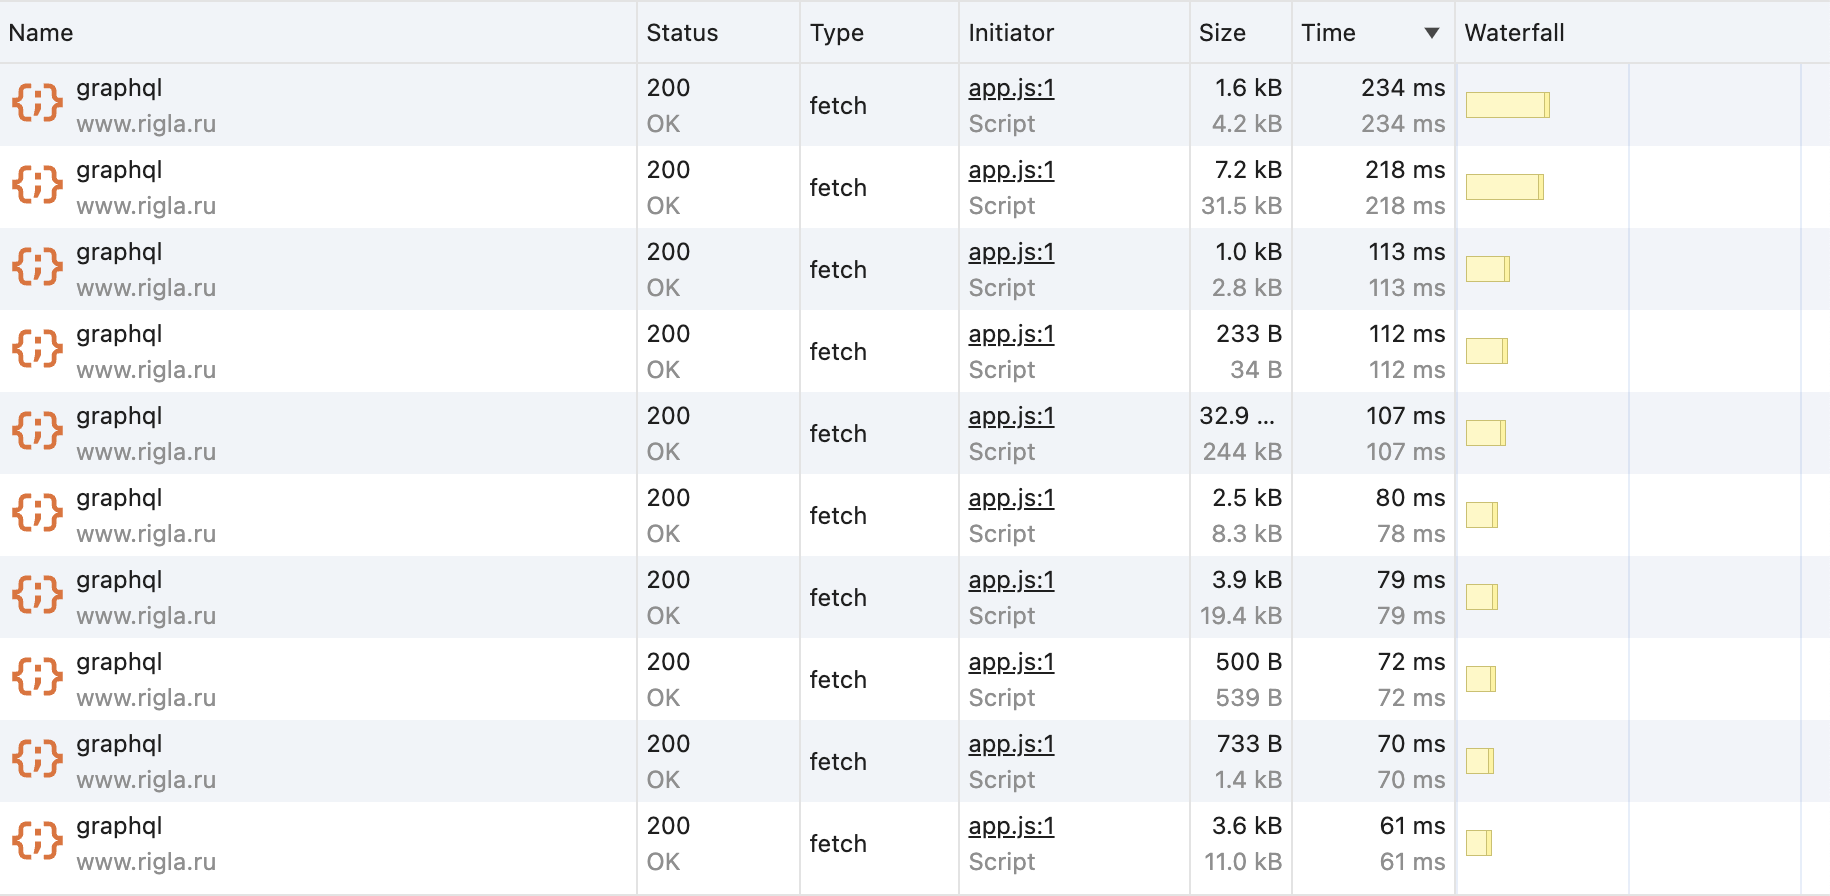 Name Status Type Initiator Size Time Waterfall
graphql 200 fetch app.js:1 1.6 kB 234 ms
www.rigla.ru OK Script 4.2 kB 234 ms
graphql 200 fetch app.js:1 7.2 kB 218 ms
www.rigla.ru OK Script 31.5 kB 218 ms
graphql 200 fetch app.js:1 1.0 kB 113 ms
www.rigla.ru OK Script 2.8 kB 113 ms
graphql 200 fetch app.js:1 233 B 112 ms
www.rigla.ru OK Script 34 B 112 ms
graphql 200 fetch app.js:1 32.9 ... 107 ms
www.rigla.ru OK Script 244 kB 107 ms
graphql 200 fetch app.js:1 2.5 kB 80 ms
www.rigla.ru OK Script 8.3 kB 78 ms
graphql 200 fetch app.js:1 3.9 kB 79 ms
www.rigla.ru OK Script 19.4 kB 79 ms
graphql 200 fetch app.js:1 500 B 72 ms
www.rigla.ru OK Script 539 B 72 ms
graphql 200 fetch app.js:1 733 B 70 ms
www.rigla.ru OK Script 1.4 kB 70 ms
graphql 200 fetch app.js:1 3.6 kB 61 ms
www.rigla.ru OK Script 11.0 kB 61 ms